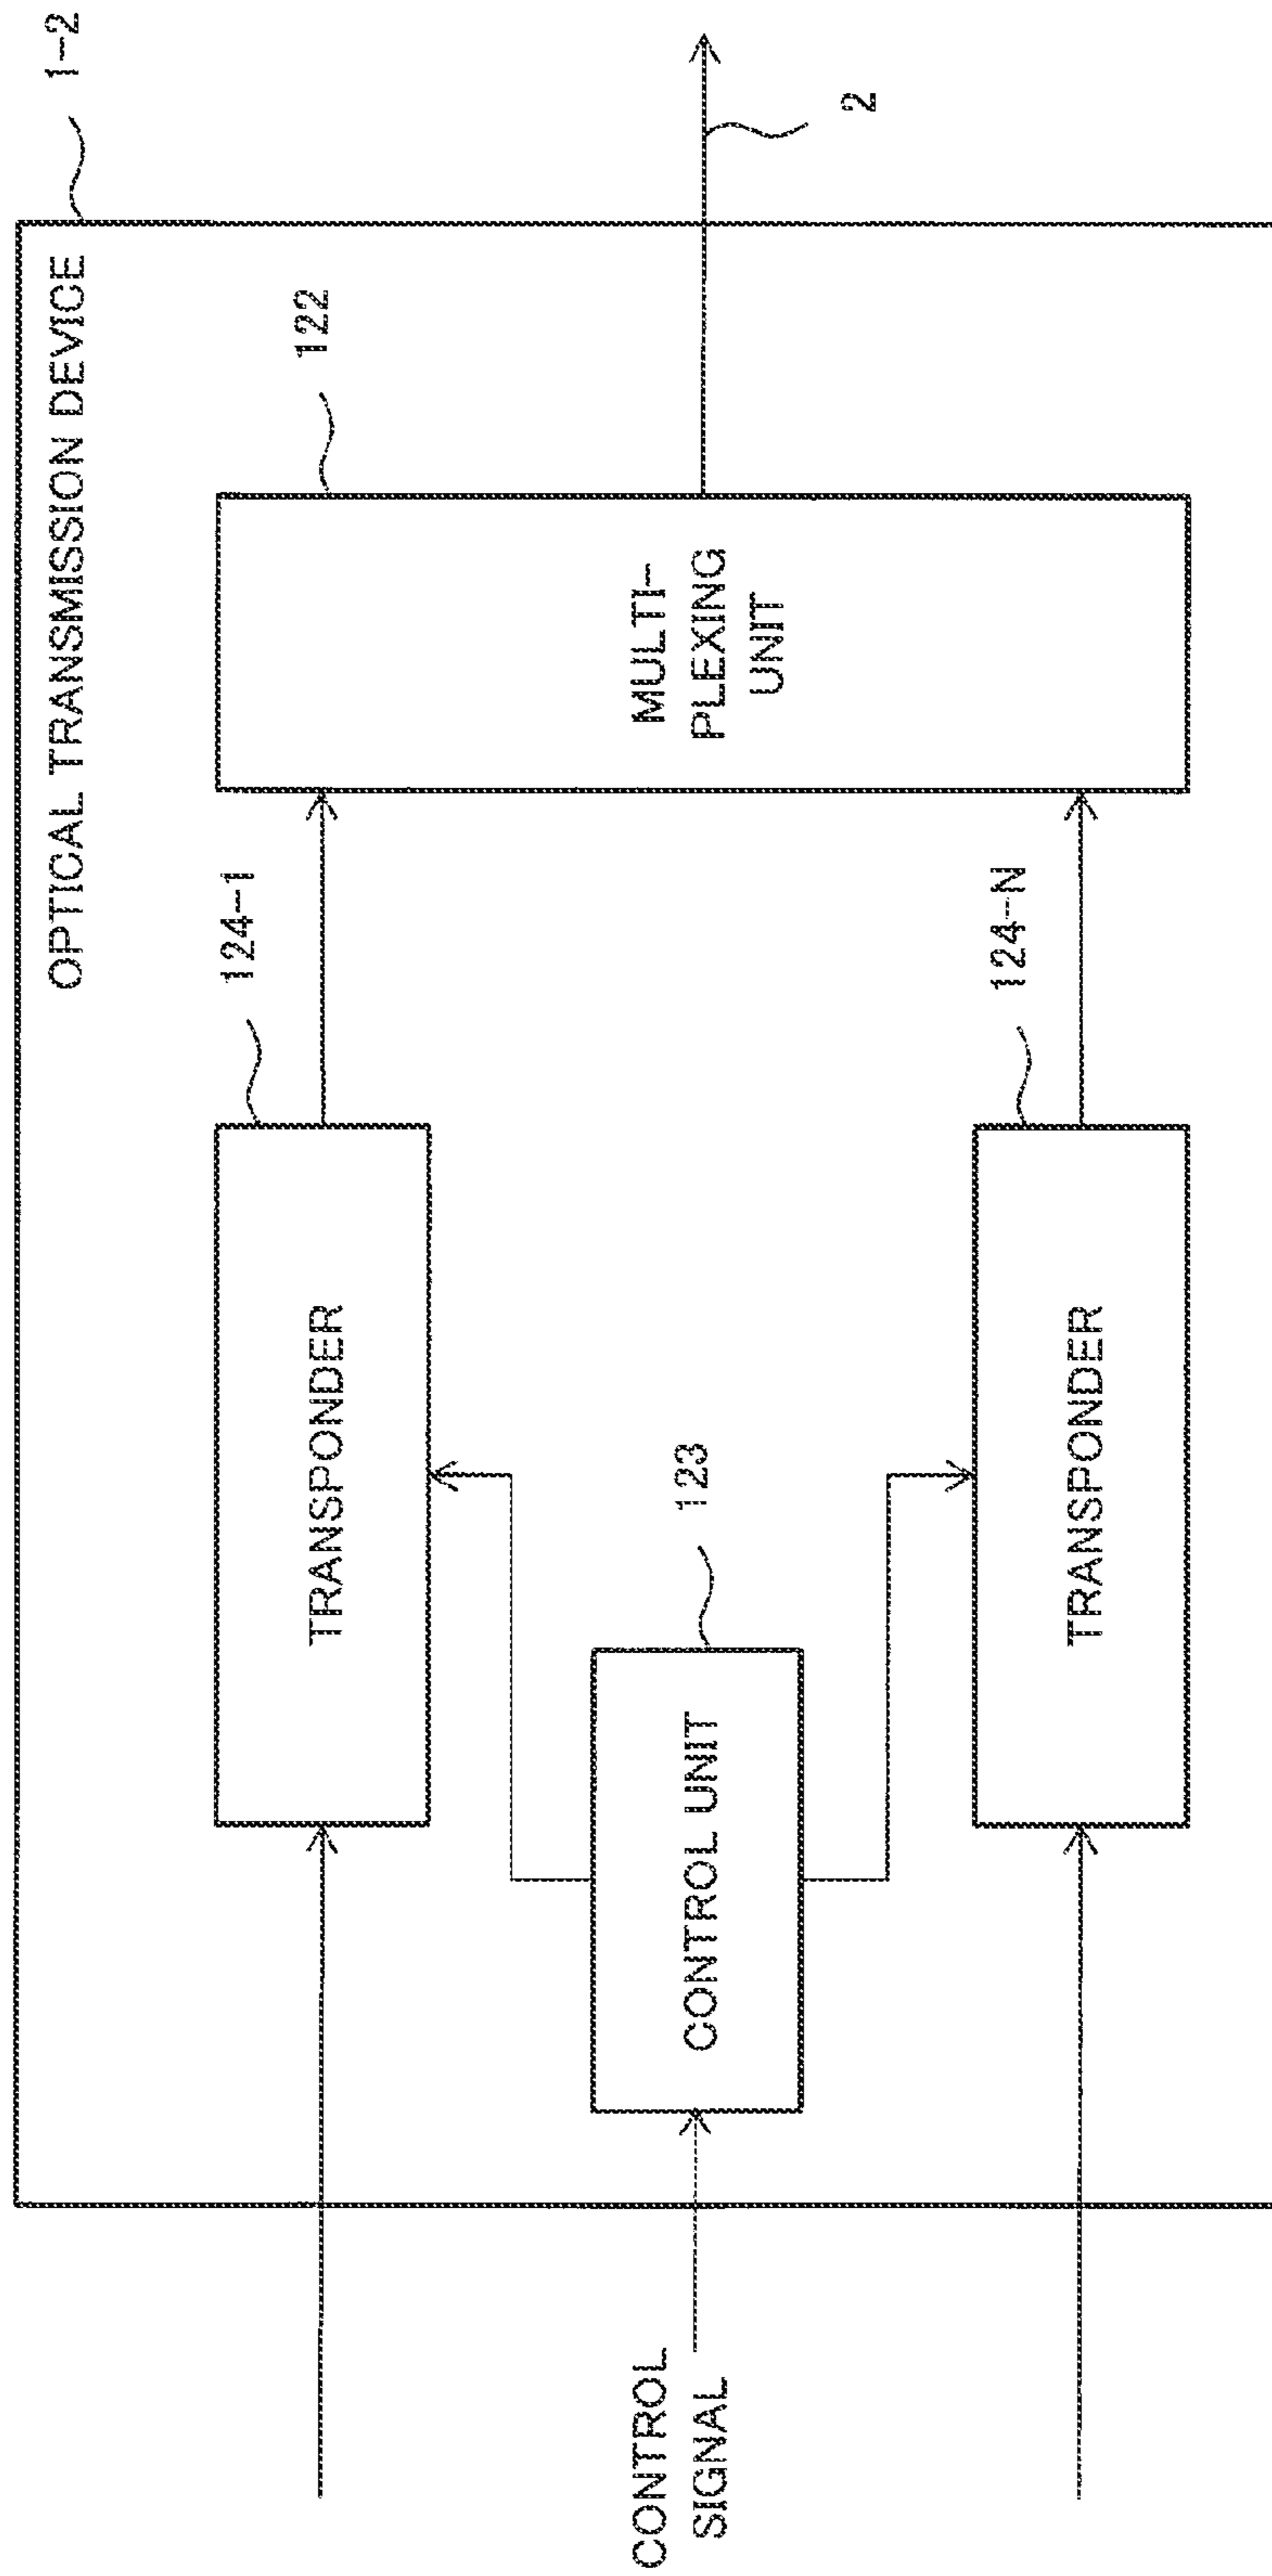 1-2
OPTICAL TRANSMISSION DEVICE
124-1
122
TRANSPONDER
123
CONTROL
SIGNAL
CONTROL UNIT
MULTI-
PLEXING
UNIT
2
124-N
TRANSPONDER